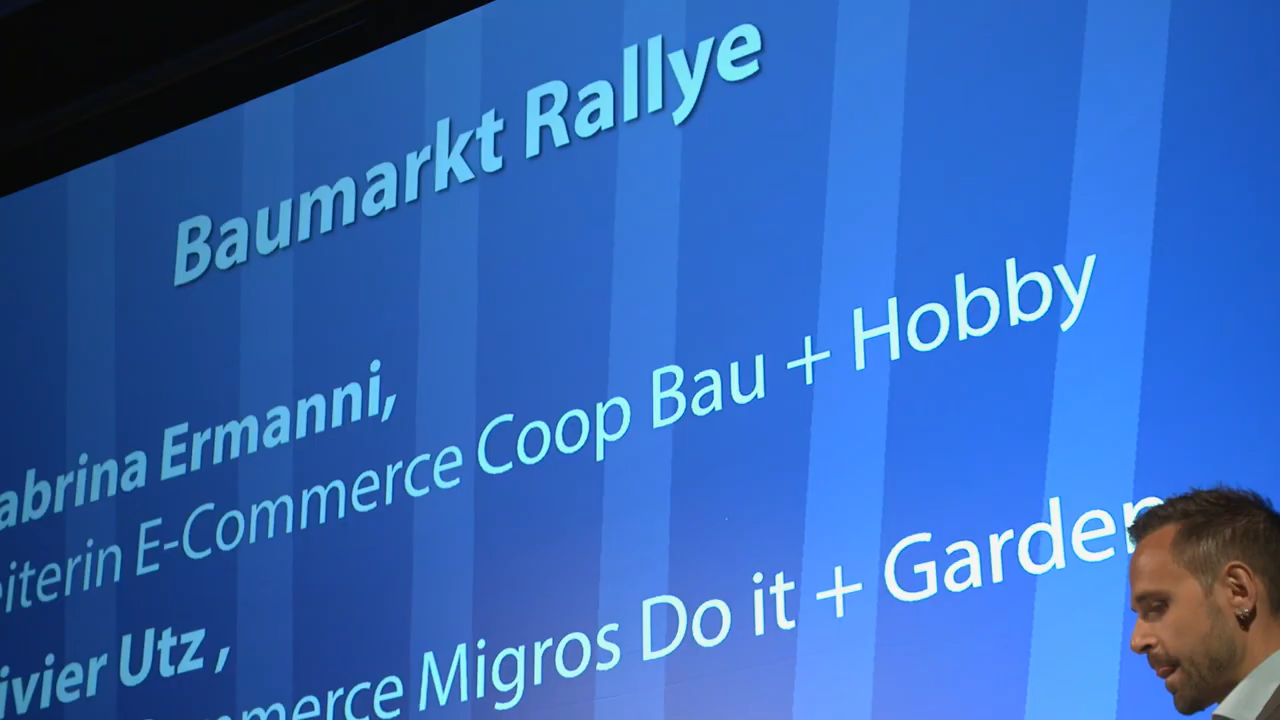 Baumarkt Rallye
abrina Ermanni,
eiterin E-Commerce Coop Bau + Hobby
ivier Utz ,
mmerce Migros Do it + Garden